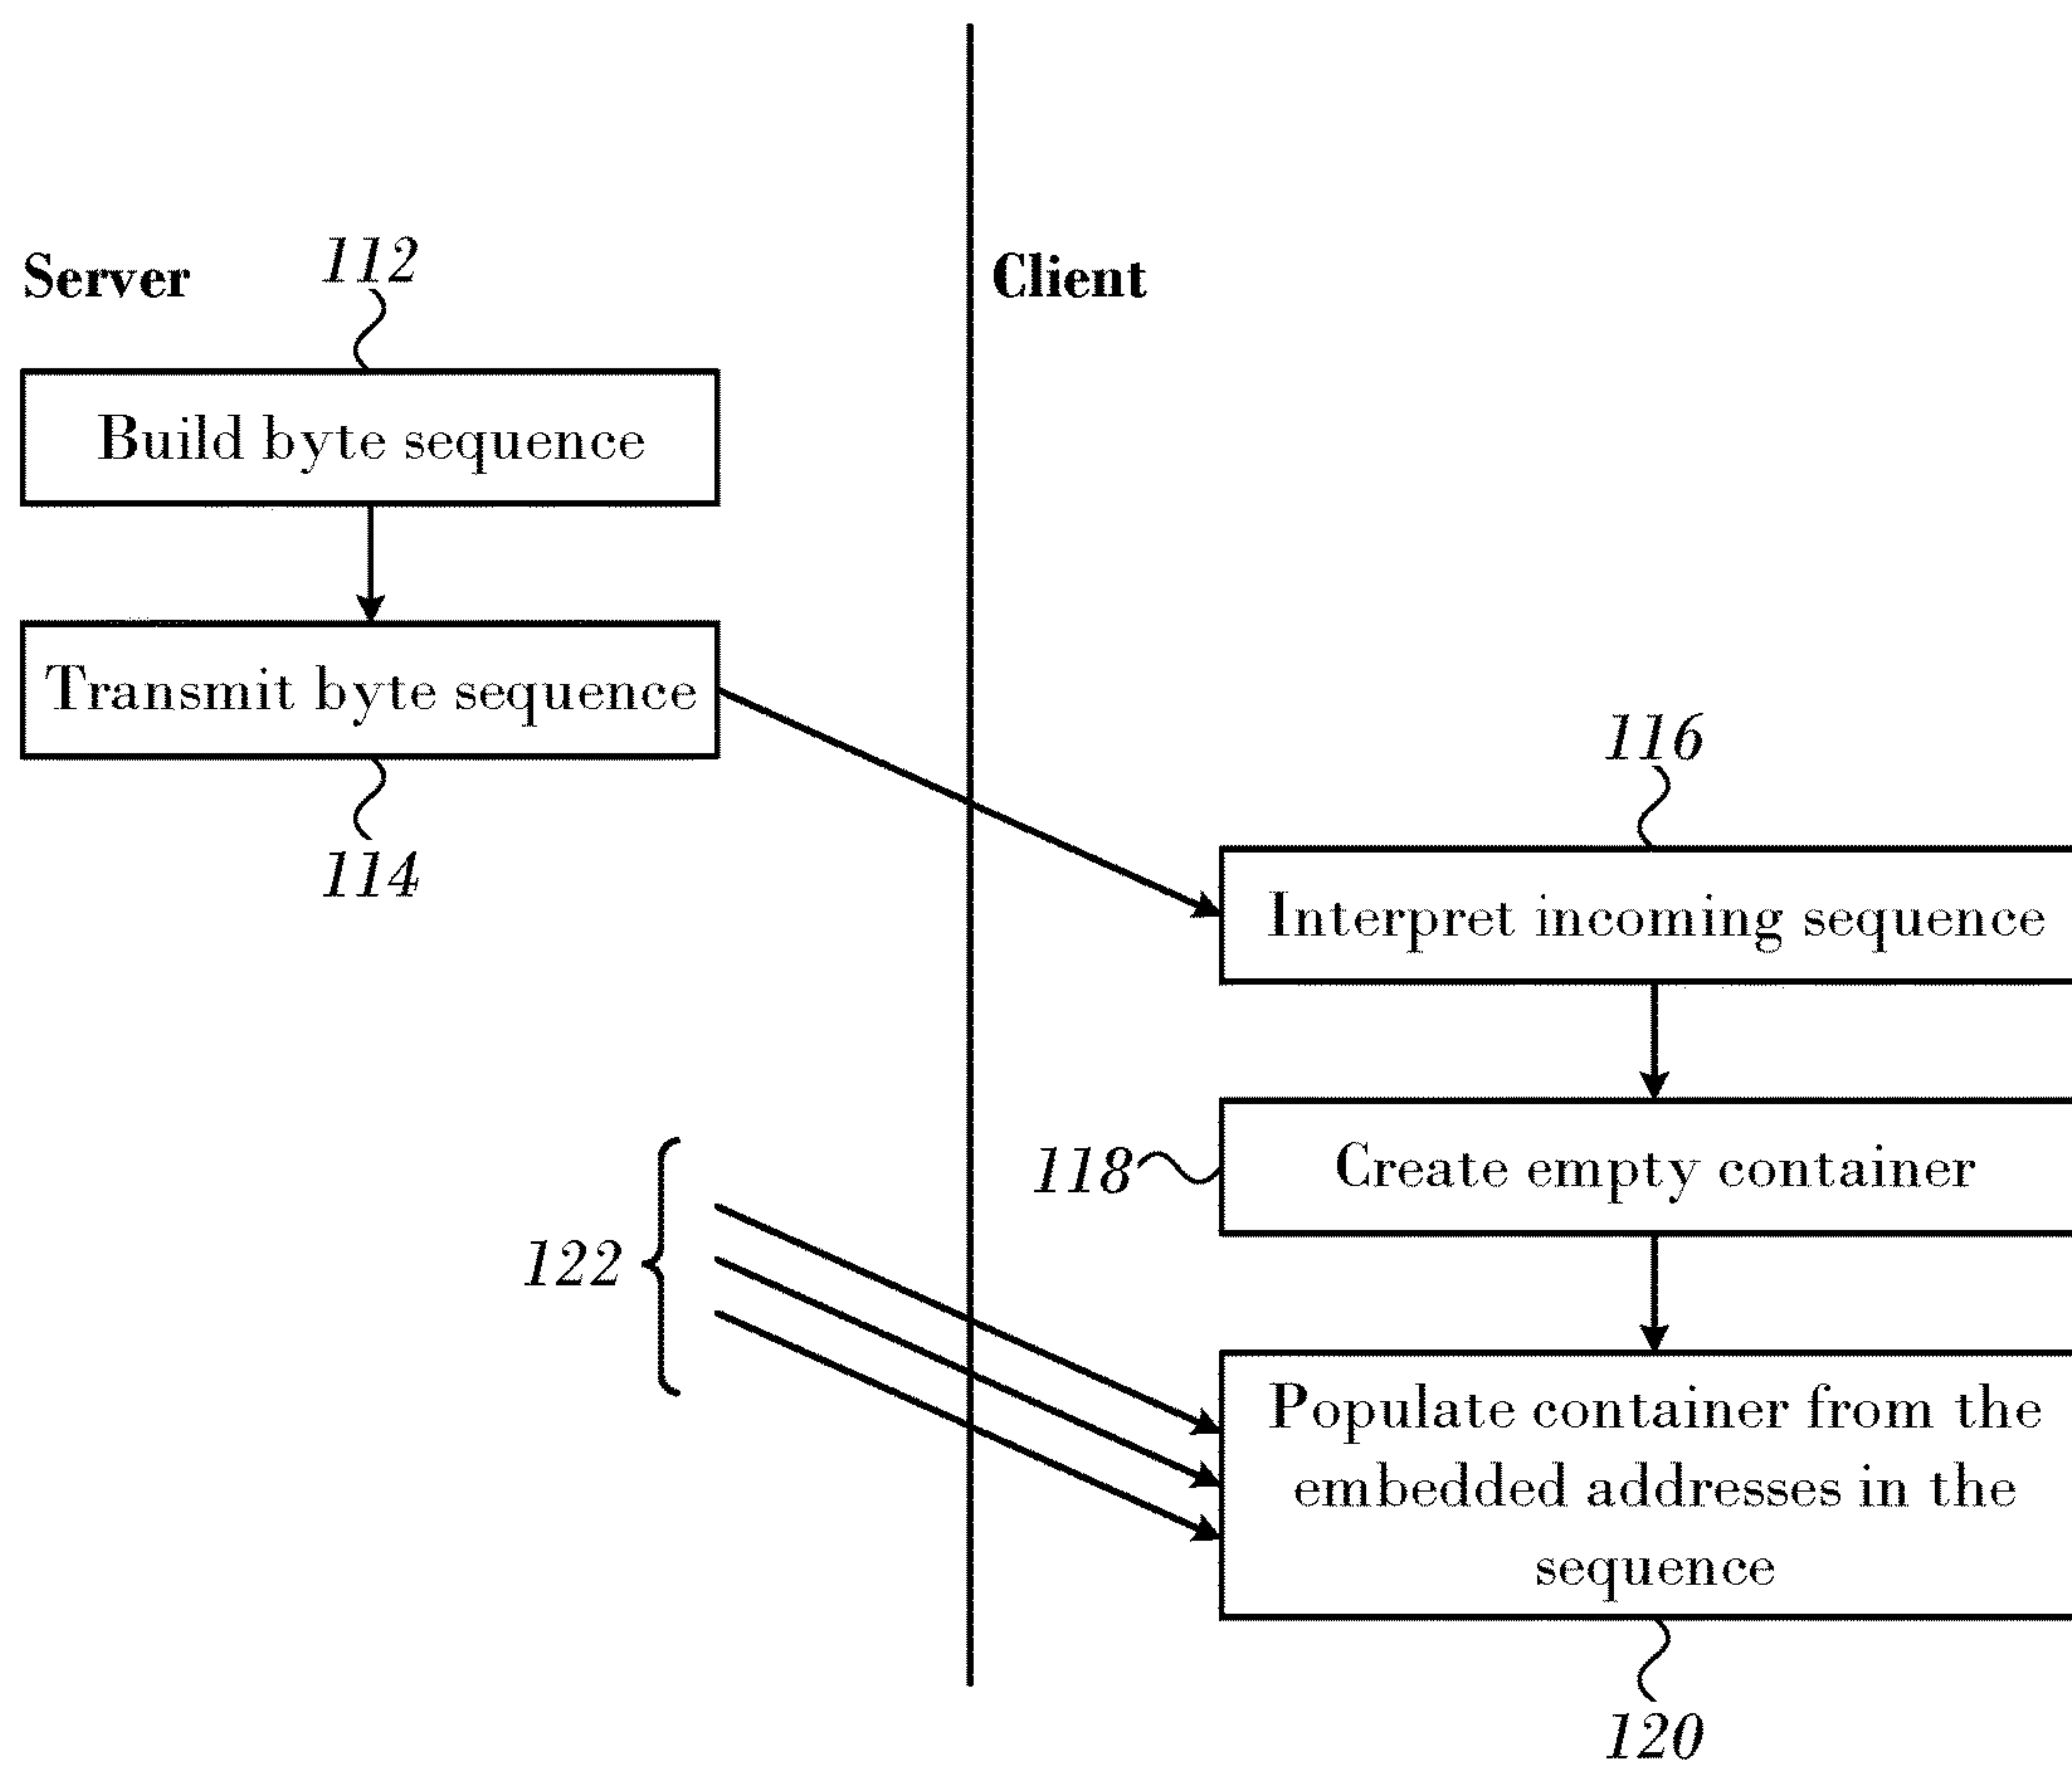 Server
112
Client
Build byte sequence
Transmit byte sequence
114
116
Interpret incoming sequence
118
Create empty container
122
Populate container from the
embedded addresses in the
sequence
120